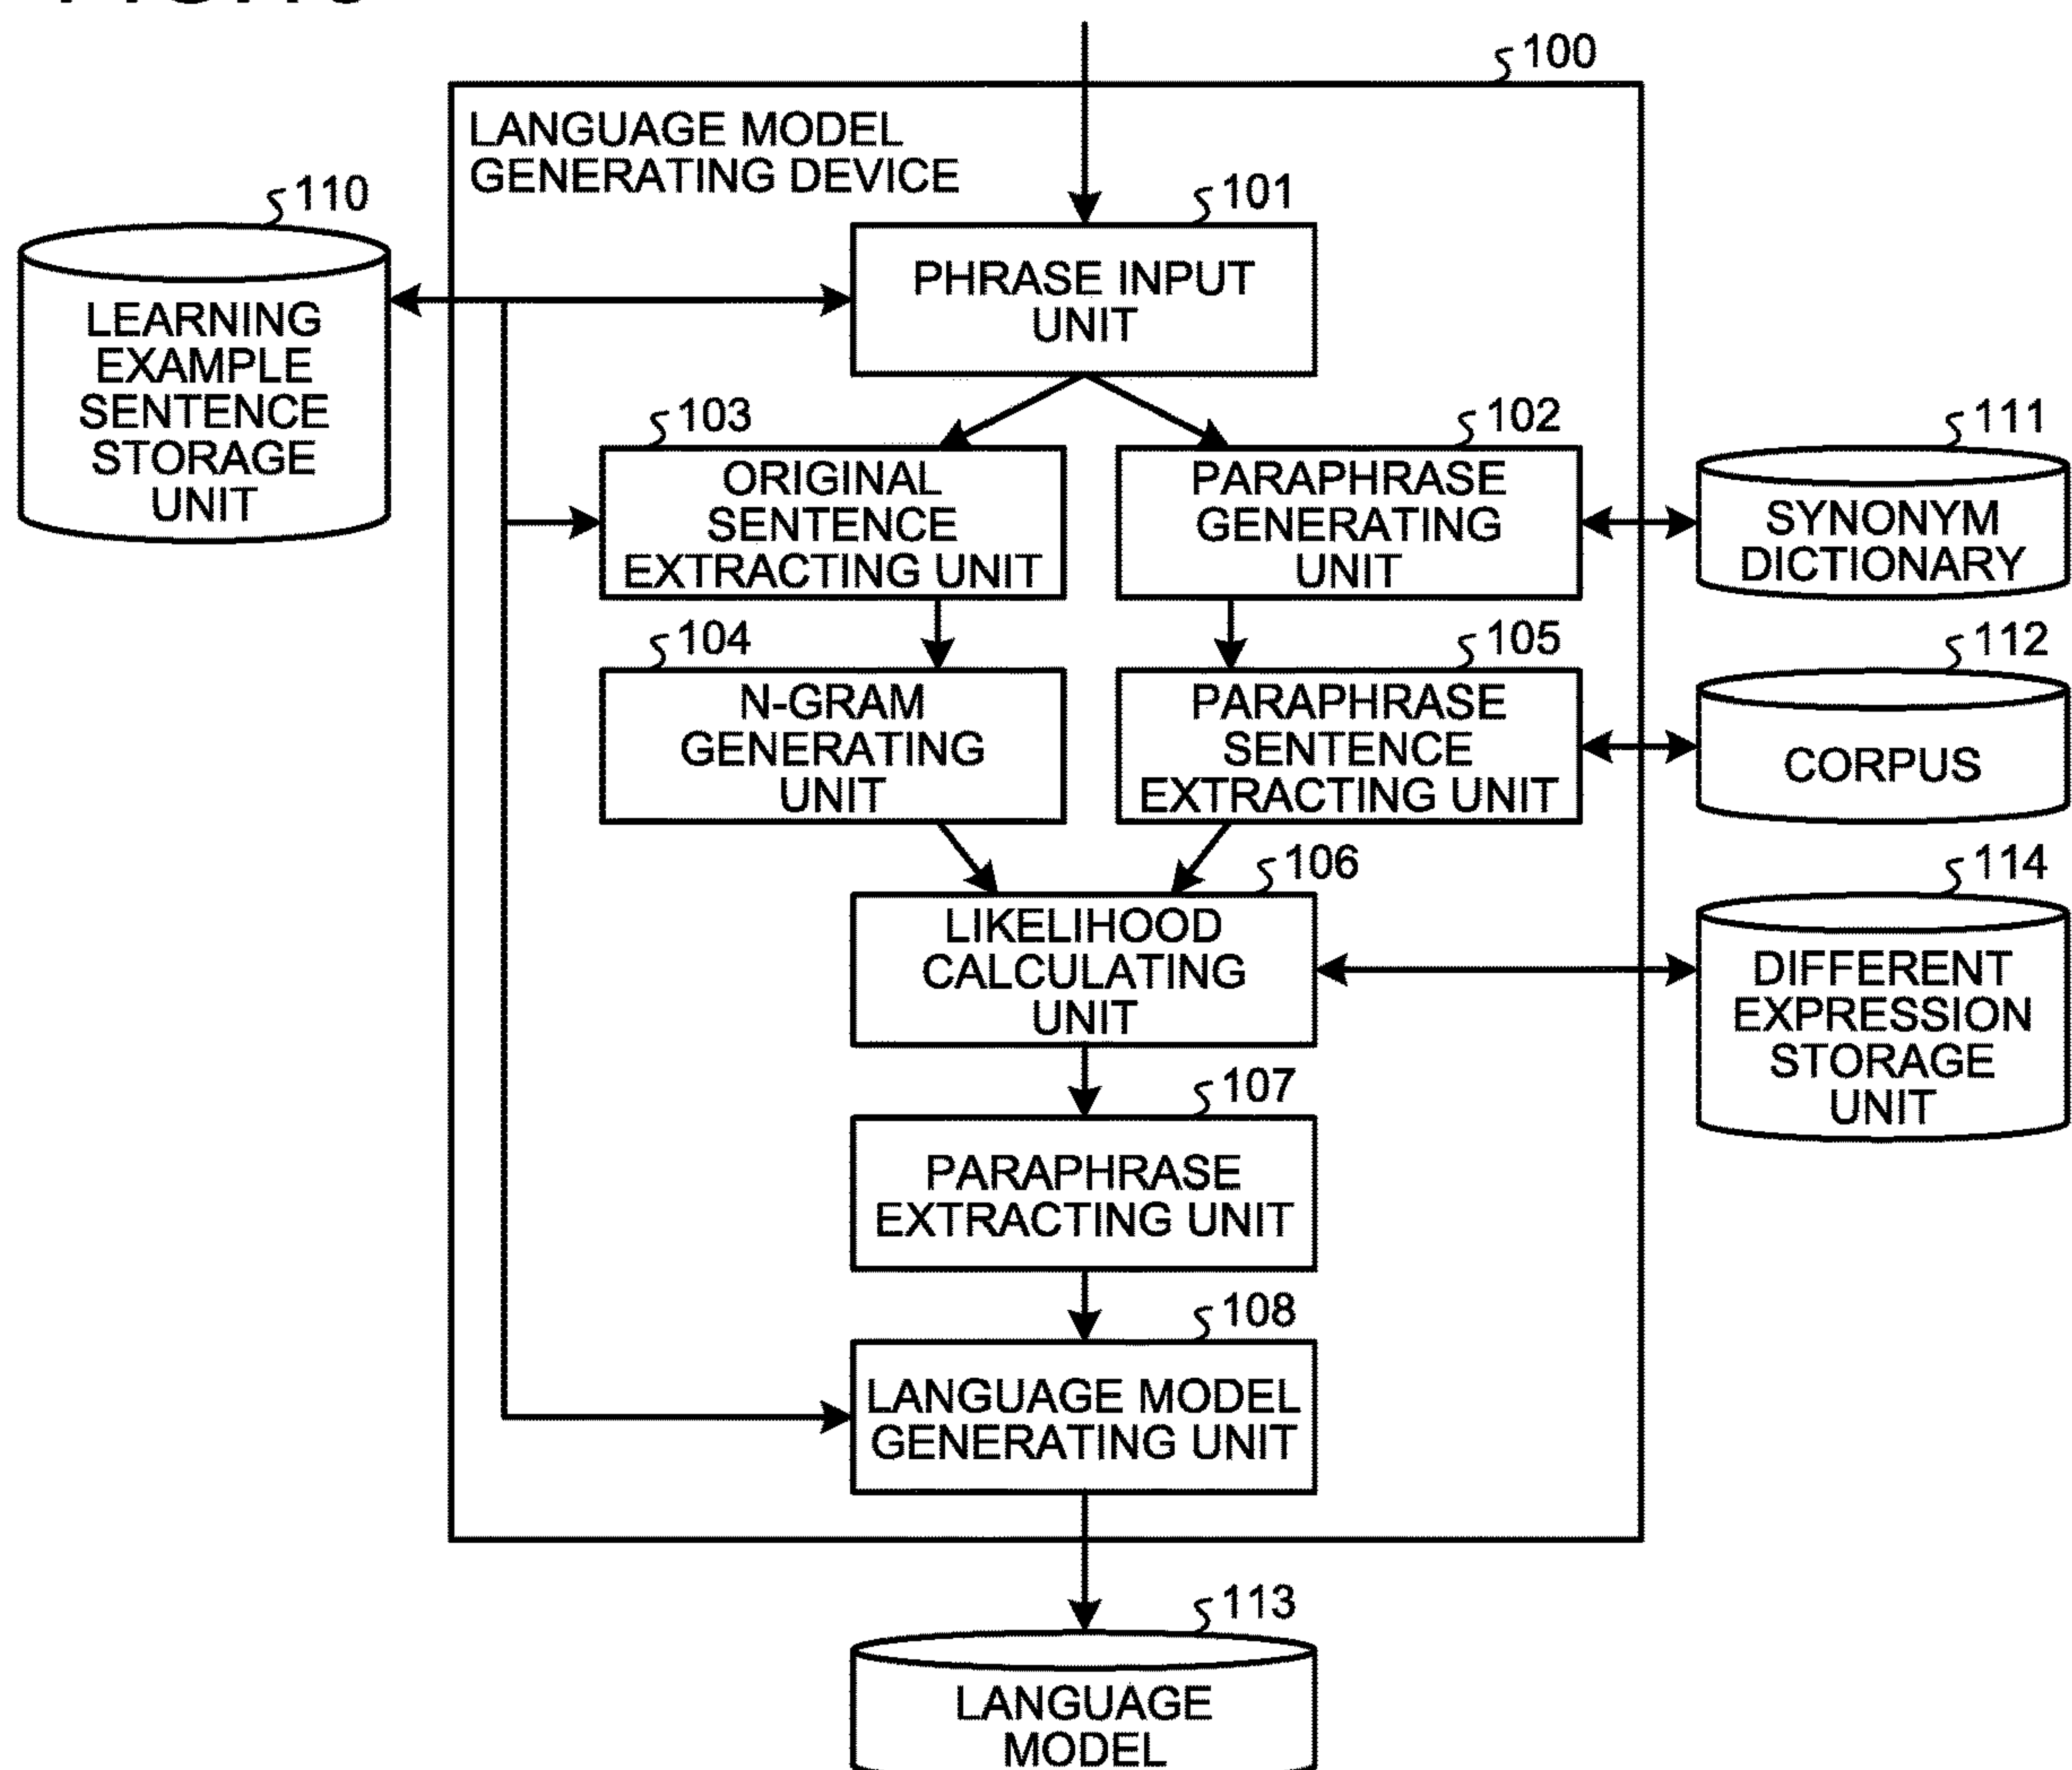 100
LANGUAGE MODEL
GENERATING DEVICE
110
101
LEARNING
EXAMPLE
SENTENCE
STORAGE
UNIT
PHRASE INPUT
UNIT
103
102
111
ORIGINAL
SENTENCE
EXTRACTING UNIT
PARAPHRASE
GENERATING
UNIT
SYNONYM
DICTIONARY
104
105
112
N-GRAM
GENERATING
UNIT
PARAPHRASE
SENTENCE
EXTRACTING UNIT
CORPUS
106
114
LIKELIHOOD
CALCULATING
UNIT
DIFFERENT
EXPRESSION
STORAGE
UNIT
107
PARAPHRASE
EXTRACTING UNIT
108
LANGUAGE MODEL
GENERATING UNIT
113
LANGUAGE
MODEL